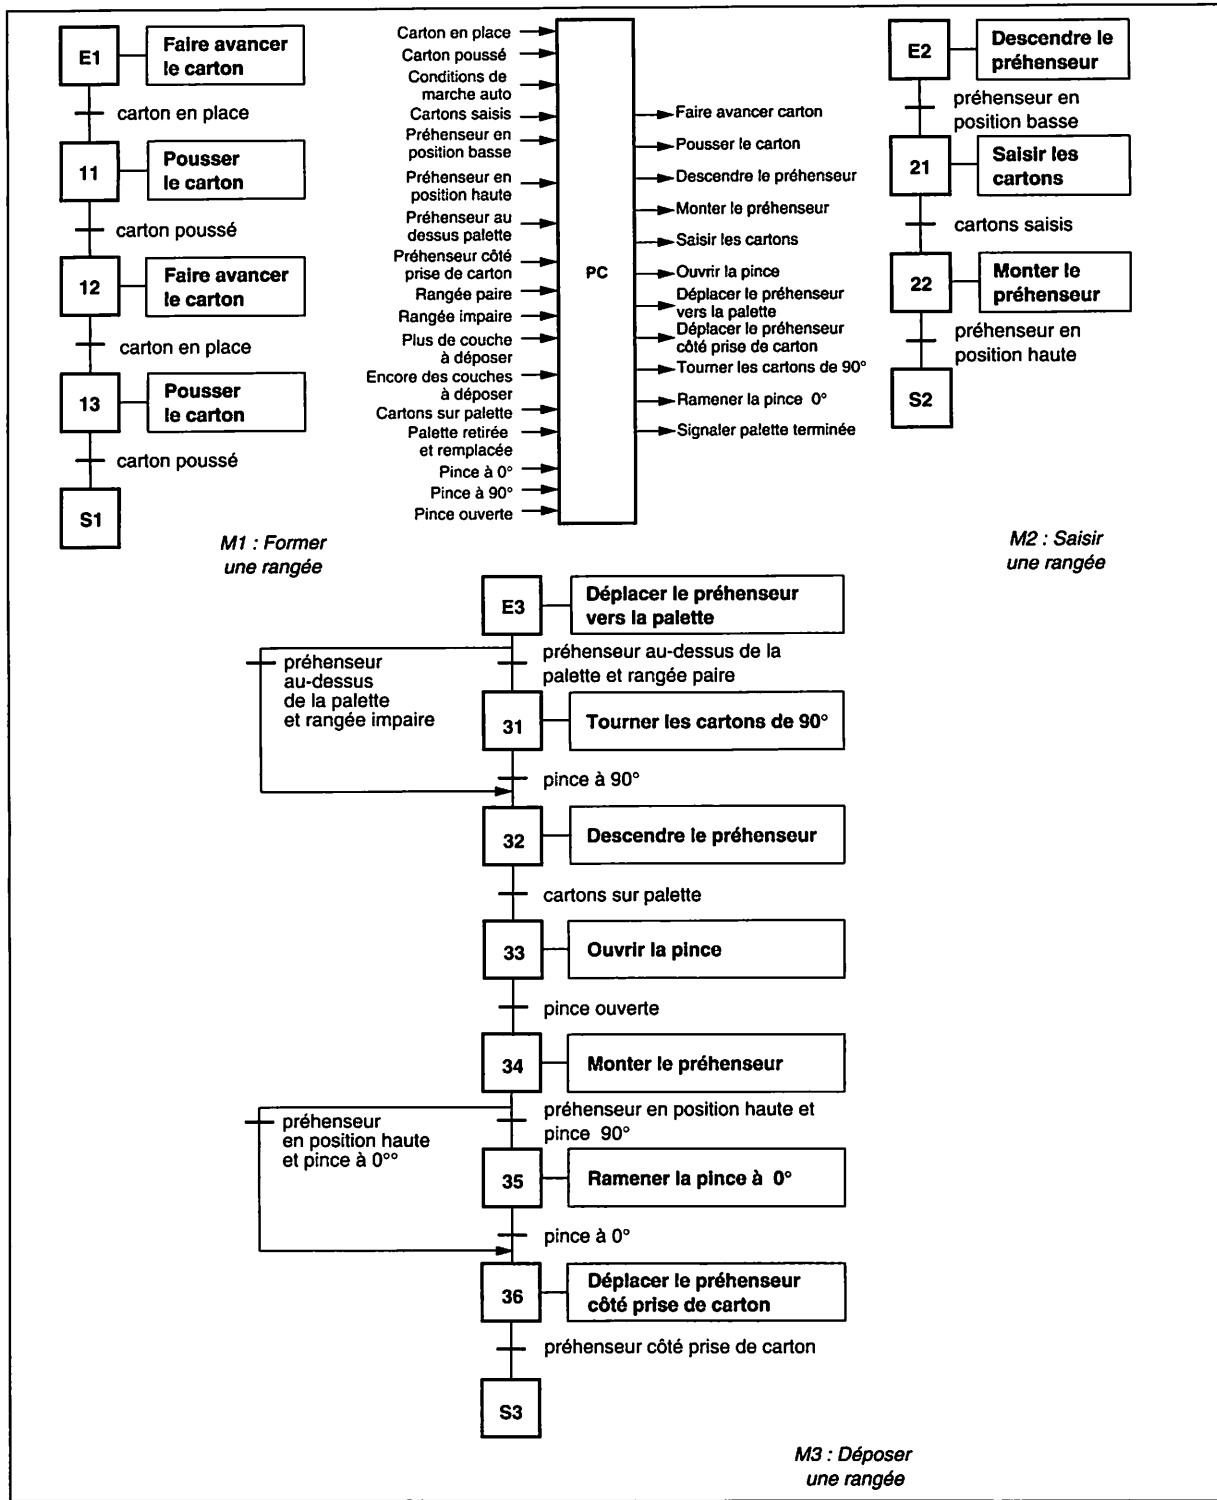 E1
Faire avancer
le carton
carton en place
11
Pousser
le carton
carton poussé
12
Faire avancer
le carton
carton en place
13
Pousser
le carton
carton poussé
S1
M1 : Former
une rangée
Carton en place
Carton poussé
Conditions de
marche auto
Cartons saisis
Préhenseur en
position basse
Préhenseur en
position haute
Préhenseur au
dessus palette
Préhenseur côté
prise de carton
Rangée paire
Rangée impaire
Plus de couche
à déposer
Encore des couches
à déposer
Cartons sur palette
Palette retirée
et remplacée
Pince à 0°
Pince à 90°
Pince ouverte
PC
Faire avancer carton
Pousser le carton
Descendre le préhenseur
Monter le préhenseur
Saisir les cartons
Ouvrir la pince
Déplacer le préhenseur
vers la palette
Déplacer le préhenseur
côté prise de carton
Tourner les cartons de 90°
Ramener la pince 0°
Signaler palette terminée
E2
Descendre le
préhenseur
préhenseur en
position basse
21
Saisir les
cartons
cartons saisis
22
Monter le
préhenseur
préhenseur en
position haute
S2
M2 : Saisir
une rangée
E3
Déplacer le préhenseur
vers la palette
préhenseur
au-dessus
de la palette
et rangée impaire
préhenseur au-dessus de la
palette et rangée paire
31
Tourner les cartons de 90°
pince à 90°
32
Descendre le préhenseur
cartons sur palette
33
Ouvrir la pince
pince ouverte
34
Monter le préhenseur
préhenseur
en position haute
et pince à 0°°
préhenseur en position haute et
pince 90°
35
Ramener la pince à 0°
pince à 0°
36
Déplacer le préhenseur
côté prise de carton
préhenseur côté prise de carton
S3
M3 : Déposer
une rangée